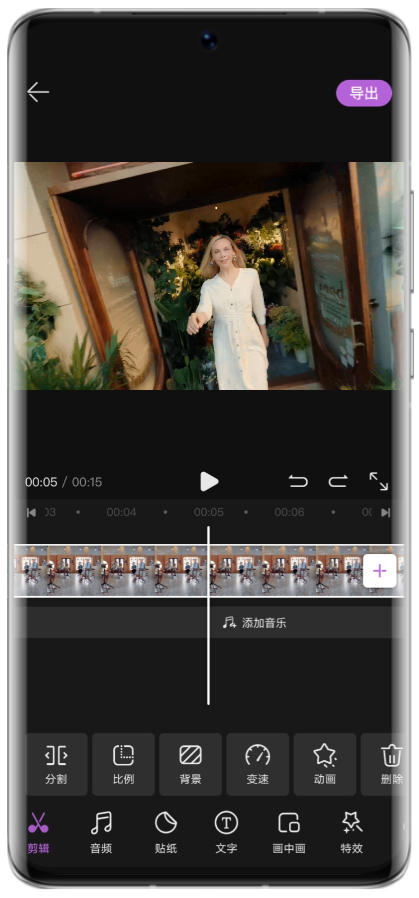 导出
00:05 / 00:15
00:04 00:05 00:06
添加音乐
分割 比例 背景 变速 动画 删除
剪辑 音频 贴纸 文字 画中画 特效